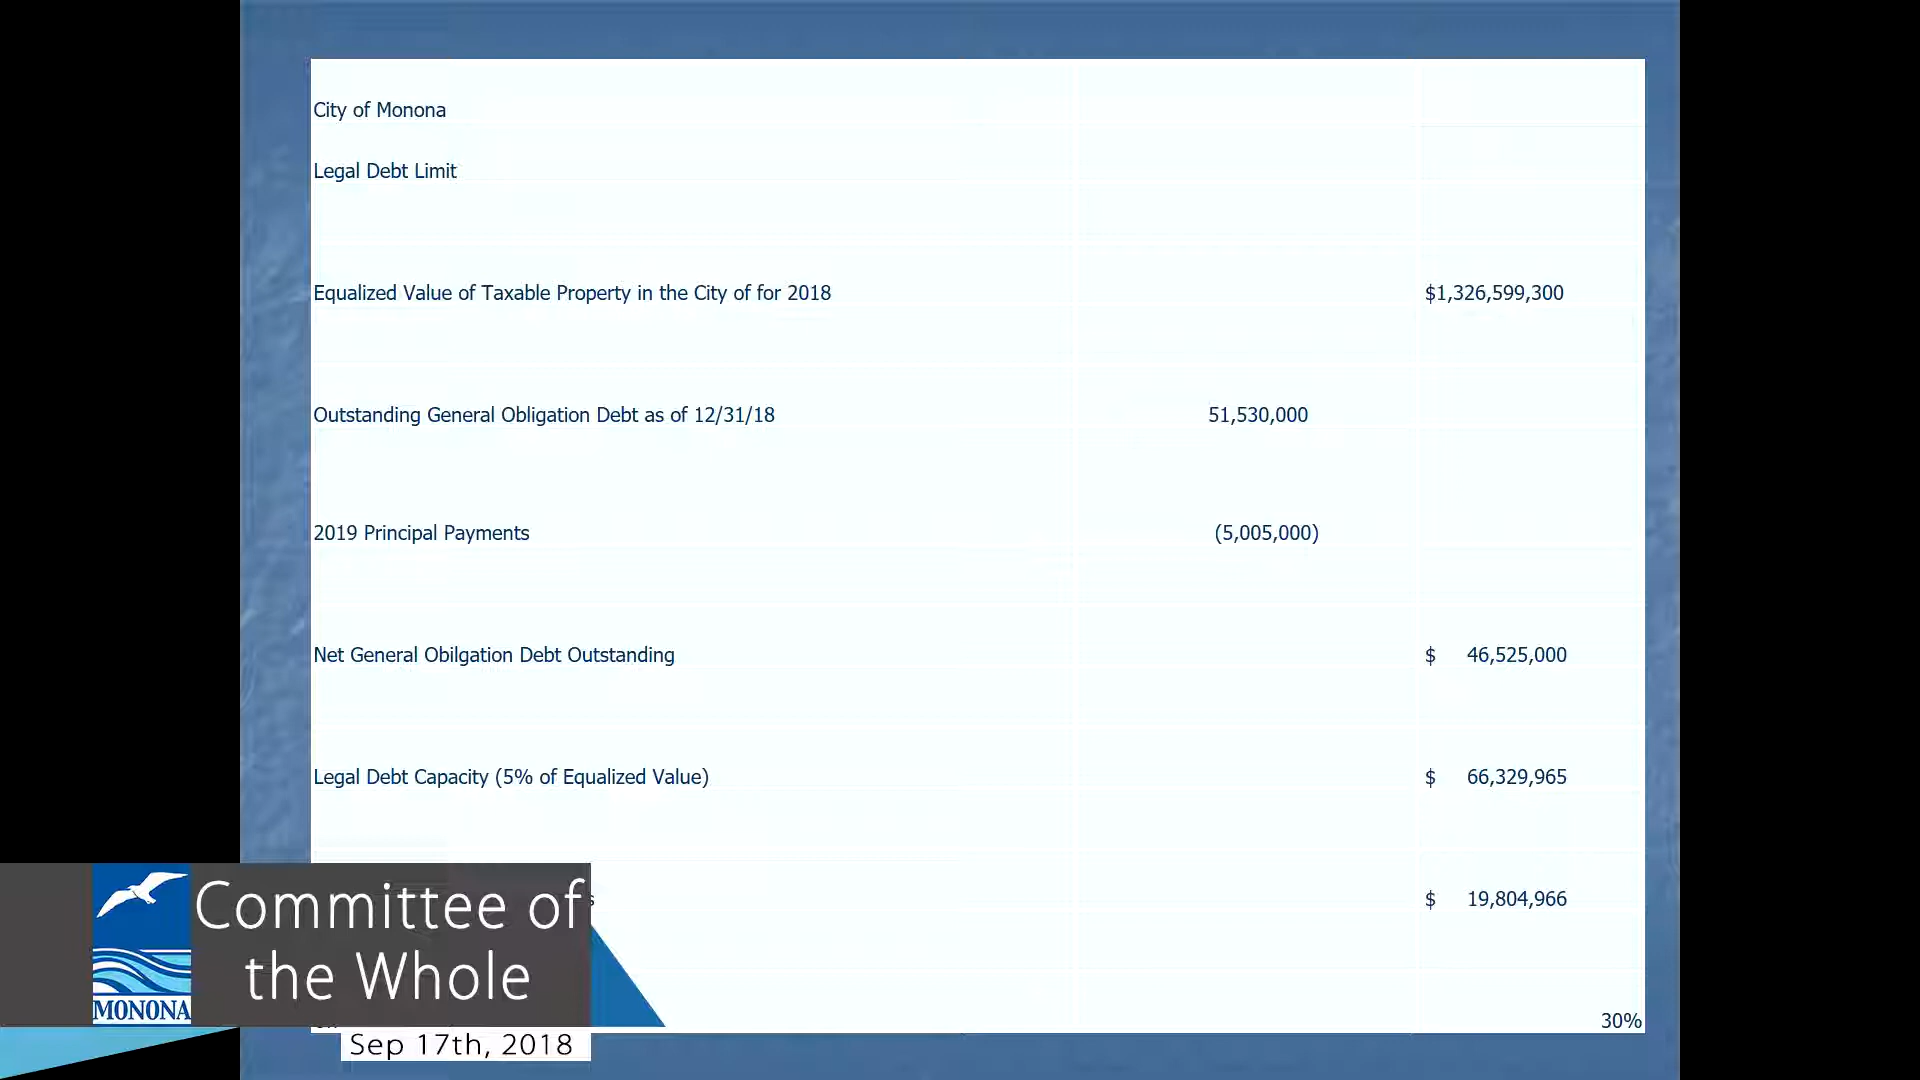 City of Monona
Legal Debt Limit
Equalized Value of Taxable Property in the City of for 2018 $1,326,599,300
Outstanding General Obligation Debt as of 12/31/18 51,530,000
2019 Principal Payments (5,005,000)
Net General Obilgation Debt Outstanding $ 46,525,000
Legal Debt Capacity (5% of Equalized Value) $ 66,329,965
$ 19,804,966
30%
Committee of
the Whole
MONONA
Sep 17th, 2018